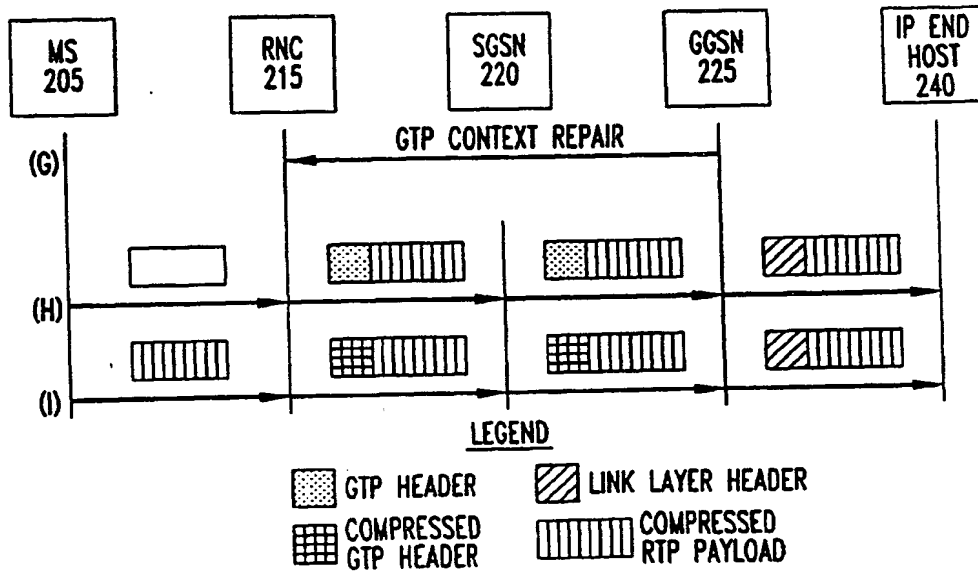 MS
205
RNC
215
SGSN
220
GGSN
225
IP END
HOST
240
(G)
GTP CONTEXT REPAIR
(H)
(I)
LEGEND
GTP HEADER
LINK LAYER HEADER
COMPRESSED
GTP HEADER
COMPRESSED
RTP PAYLOAD